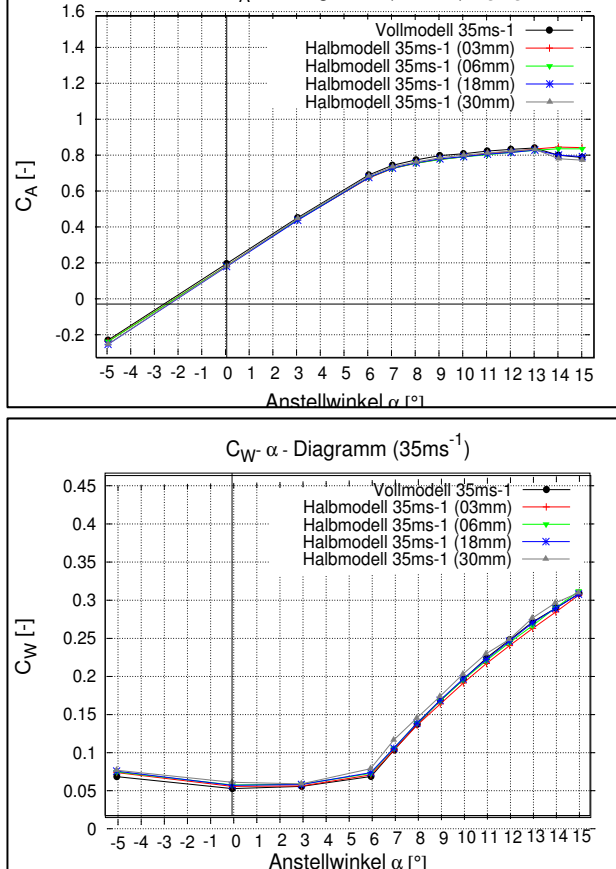 1.6
1.4
1.2
1
0.8
0.6
0.4
0.2
0
-0.2
C_A [-]
Vollmodell 35ms-1
Halbmodell 35ms-1 (03mm)
Halbmodell 35ms-1 (06mm)
Halbmodell 35ms-1 (18mm)
Halbmodell 35ms-1 (30mm)
-5 -4 -3 -2 -1 0 1 2 3 4 5 6 7 8 9 10 11 12 13 14 15
Anstellwinkel α [°]
C_W- α - Diagramm (35ms⁻¹)
0.45
0.4
0.35
0.3
0.25
0.2
0.15
0.1
0.05
0
C_W [-]
Vollmodell 35ms-1
Halbmodell 35ms-1 (03mm)
Halbmodell 35ms-1 (06mm)
Halbmodell 35ms-1 (18mm)
Halbmodell 35ms-1 (30mm)
-5 -4 -3 -2 -1 0 1 2 3 4 5 6 7 8 9 10 11 12 13 14 15
Anstellwinkel α [°]